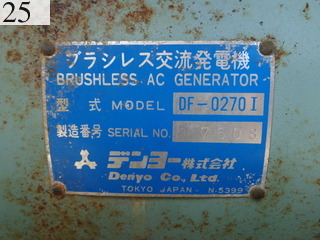 25
ブラシレス交流発電機
BRUSHLESS AC GENERATOR
型式 MODEL DF-0270 I
製造番号 SERIAL NO.
デンヨー株式会社
Denyo Co., Ltd.
TOKYO JAPAN N-5399